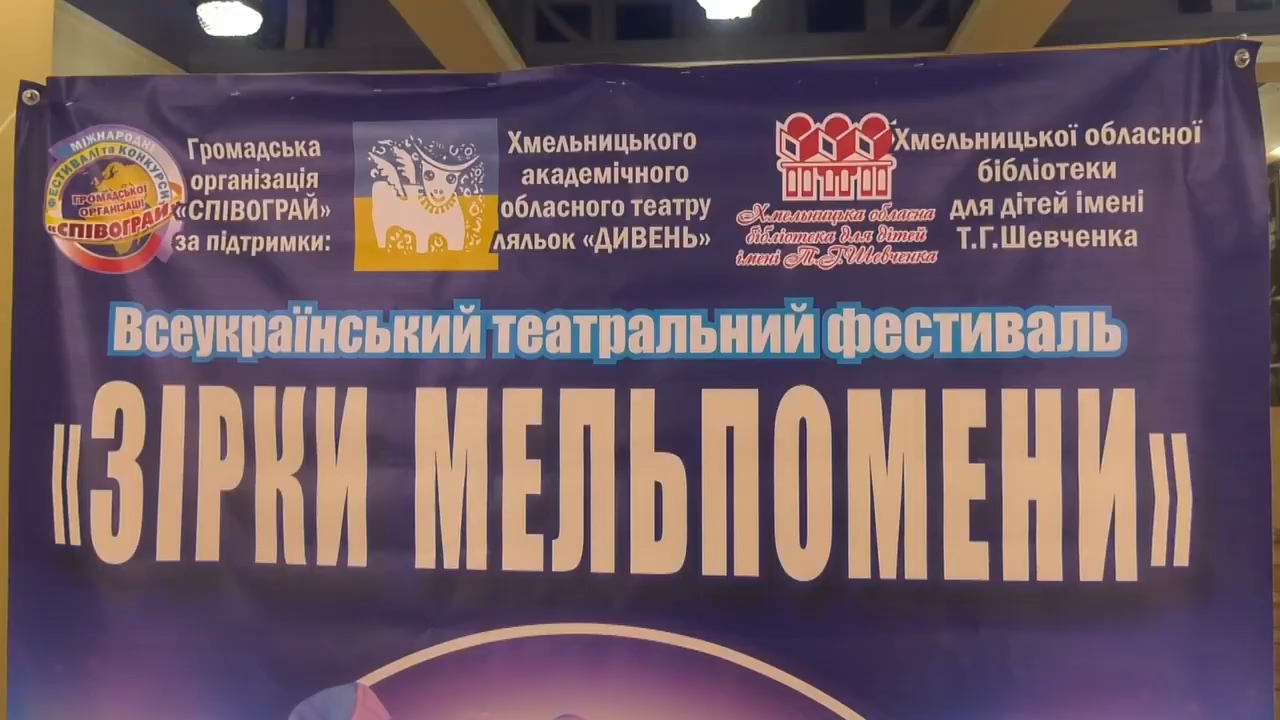 МІЖНАРОДНІ
ФЕСТИВАЛІ та КОНКУРСИ
ГРОМАДСЬКОЇ
ОРГАНІЗАЦІЇ
«СПІВОГРАЙ»
Громадська
організація
«СПІВОГРАЙ»
за підтримки:
Хмельницького
академічного
обласного театру
ляльок «ДИВЕНЬ»
Хмельницька обласна
бібліотека для дітей
імені Т.Г.Шевченка
Хмельницької обласної
бібліотеки
для дітей імені
Т.Г.Шевченка
Всеукраїнський театральний фестиваль
«ЗІРКИ МЕЛЬПОМЕНИ»